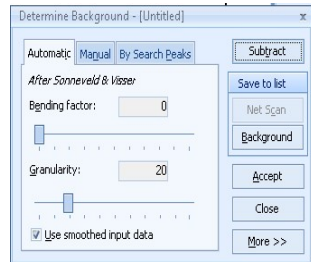 Determine Background - [Untitled] x
Automatic Manual By Search Peaks
After Sonneveld & Visser
Bending factor: 0
Granularity: 20
Use smoothed input data
Subtract
Save to list
Net Scan
Background
Accept
Close
More >>